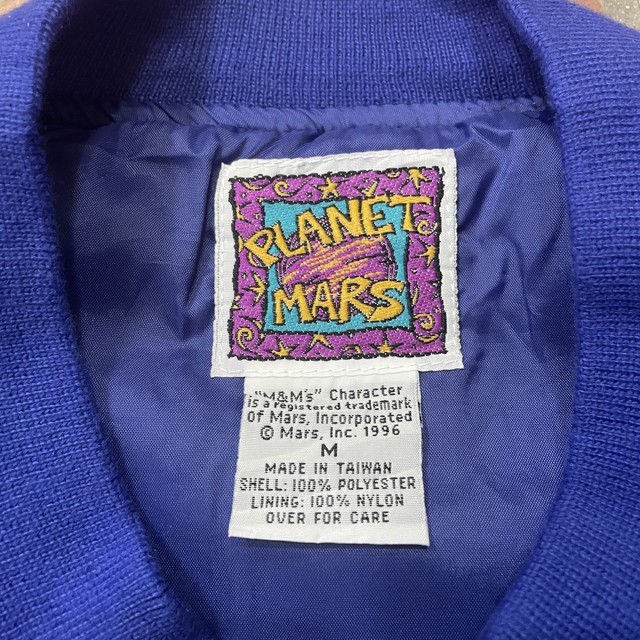 PLANET
MARS
"M&M's" Character
is a registered trademark
of Mars, Incorporated
© Mars, Inc. 1996
M
MADE IN TAIWAN
SHELL: 100% POLYESTER
LINING: 100% NYLON
OVER FOR CARE